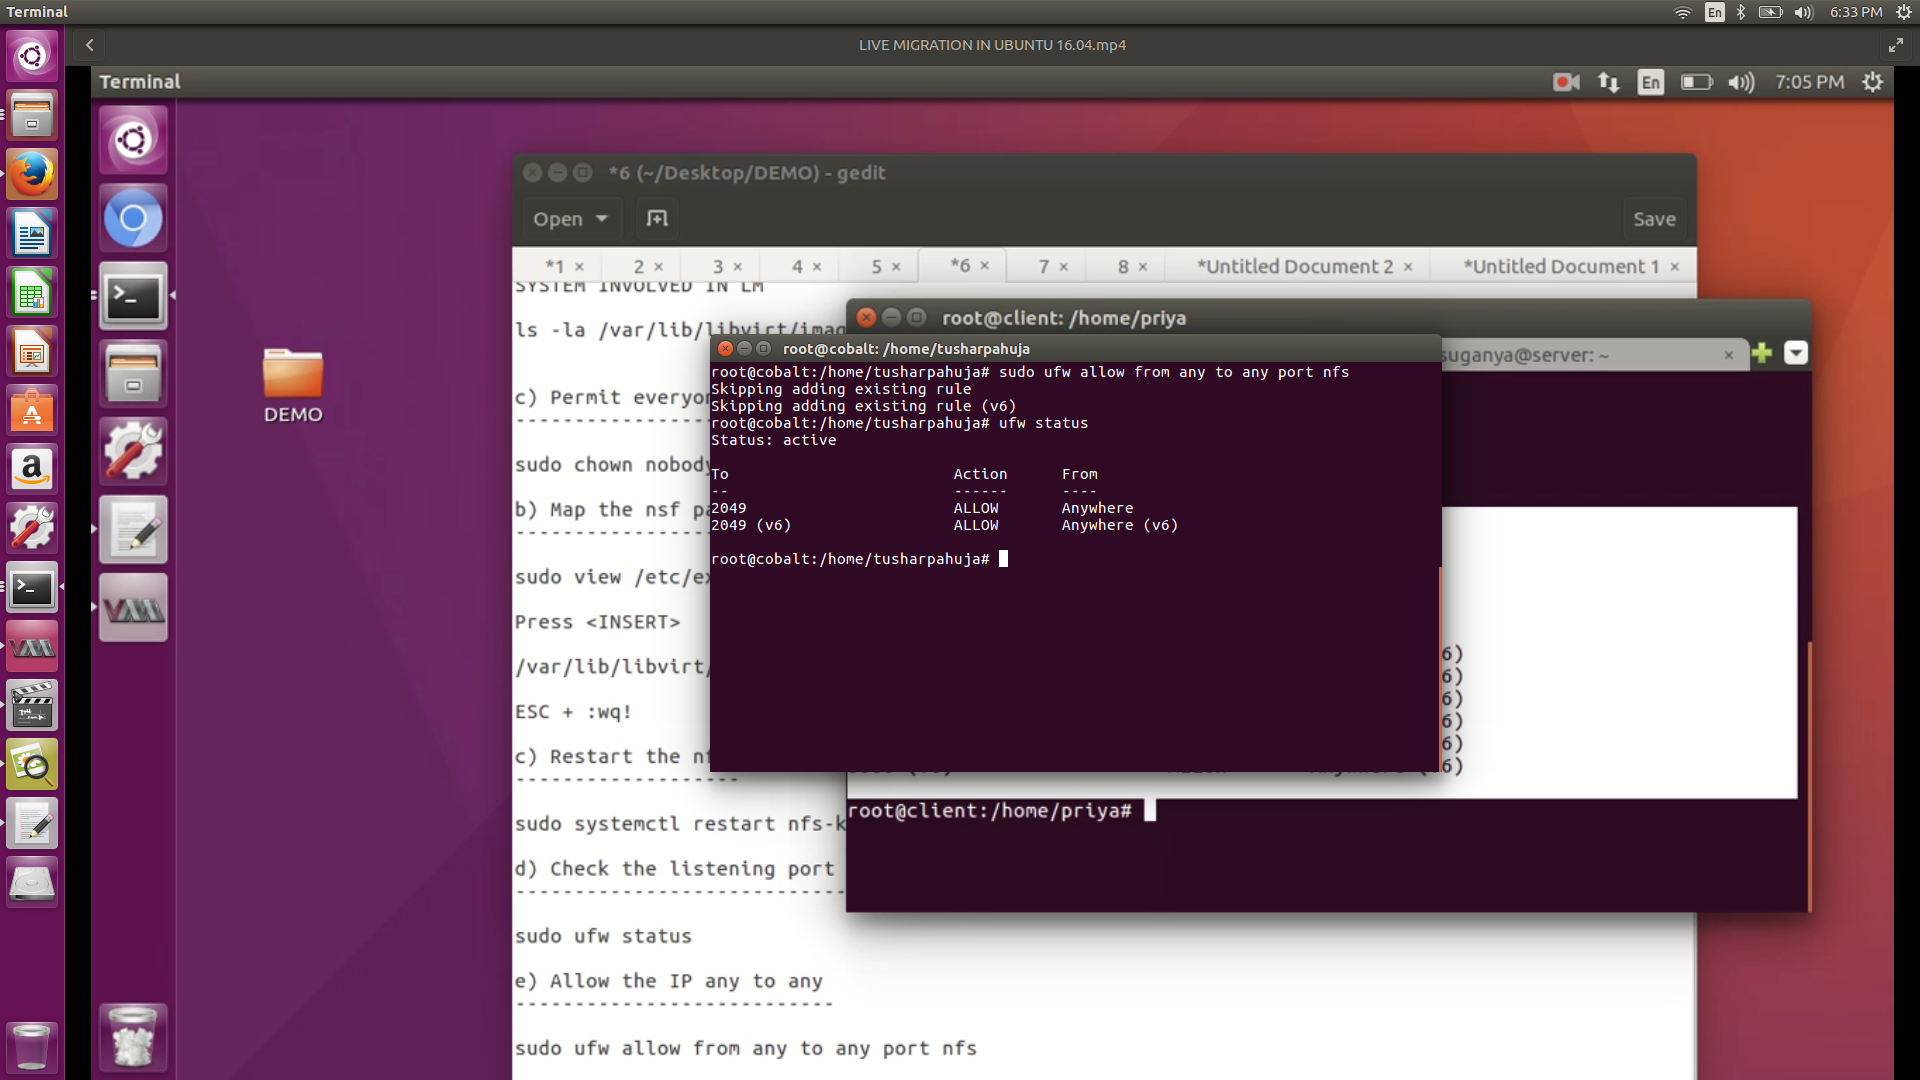 Terminal
En
6:33 PM
LIVE MIGRATION IN UBUNTU 16.04.mp4
Terminal
En
7:05 PM
*6 (~/Desktop/DEMO) - gedit
Open
Save
*1 ×
2 ×
3 ×
4 ×
5 ×
*6 ×
7 ×
8 ×
*Untitled Document 2 ×
*Untitled Document 1 ×
SYSTEM INVOLVED IN LM
ls -la /var/lib/libvirt/imag
c) Permit everyo
sudo chown nobody
b) Map the nsf pa
sudo view /etc/ex
Press <INSERT>
/var/lib/libvirt/
ESC + :wq!
c) Restart the nf
--------------------
sudo systemctl restart nfs-k
d) Check the listening port
sudo ufw status
e) Allow the IP any to any
---------------------------
sudo ufw allow from any to any port nfs
DEMO
root@client: /home/priya
suganya@server: ~ ×
6)
6)
6)
6)
6)
6)
root@client:/home/priya#
root@cobalt: /home/tusharpahuja
root@cobalt:/home/tusharpahuja# sudo ufw allow from any to any port nfs
Skipping adding existing rule
Skipping adding existing rule (v6)
root@cobalt:/home/tusharpahuja# ufw status
Status: active
To Action From
-- ------ ----
2049 ALLOW Anywhere
2049 (v6) ALLOW Anywhere (v6)
root@cobalt:/home/tusharpahuja#